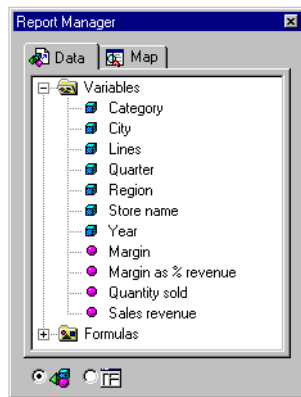 Report Manager
Data Map
Variables
Category
City
Lines
Quarter
Region
Store name
Year
Margin
Margin as % revenue
Quantity sold
Sales revenue
Formulas